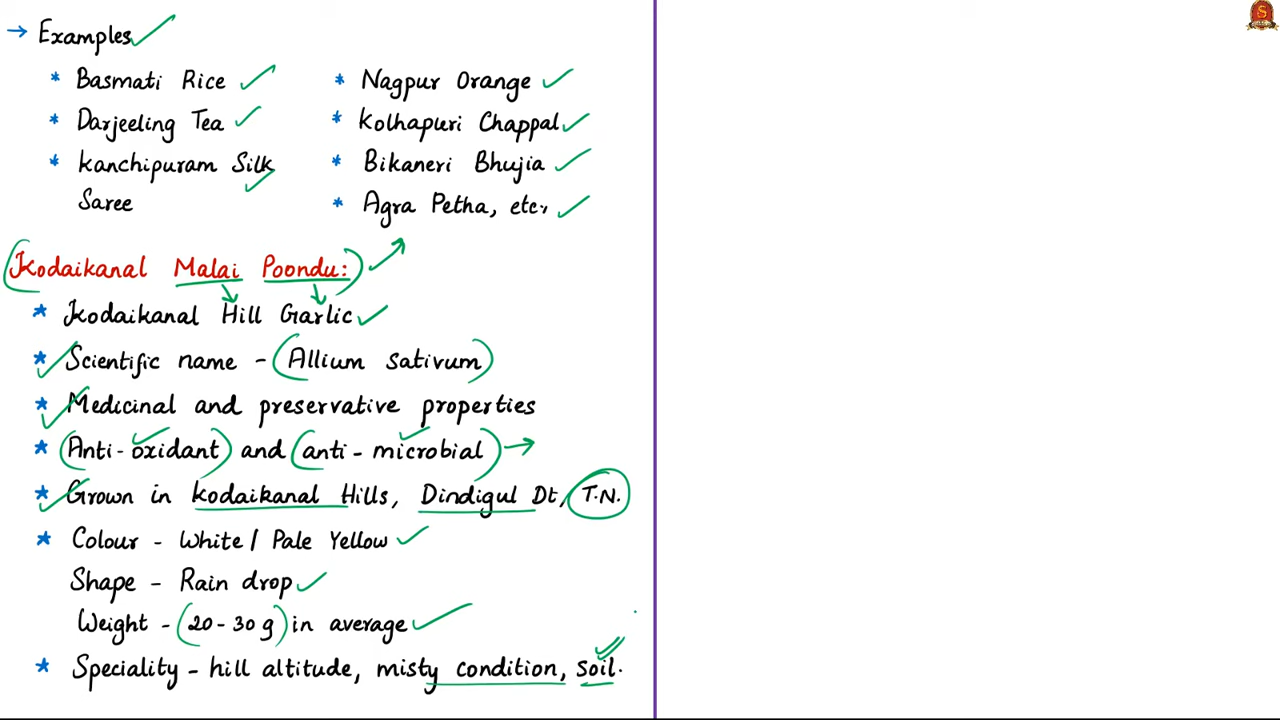 → Examples
* Basmati Rice
* Darjeeling Tea
* Kanchipuram Silk
Saree
* Nagpur Orange
* Kolhapuri Chappal
* Bikaneri Bhujia
* Agra Petha, etc.,
(Kodaikanal Malai Poondu:)
* Kodaikanal Hill Garlic
* Scientific name - (Allium sativum)
* Medicinal and preservative properties
* (Anti-oxidant) and (anti-microbial) →
* Grown in kodaikanal Hills, Dindigul Dt, T.N.
* Colour - White / Pale Yellow
Shape - Rain drop
Weight - (20-30 g) in average
* Speciality - hill altitude, misty condition, soil.